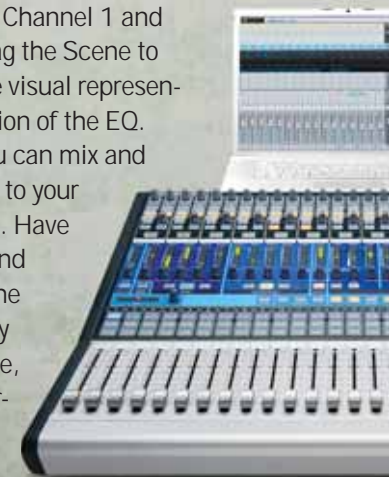 Channel 1 and
ng the Scene to
e visual represen-
ion of the EQ.
u can mix and
to your
. Have
nd
ne
y
e,
r-